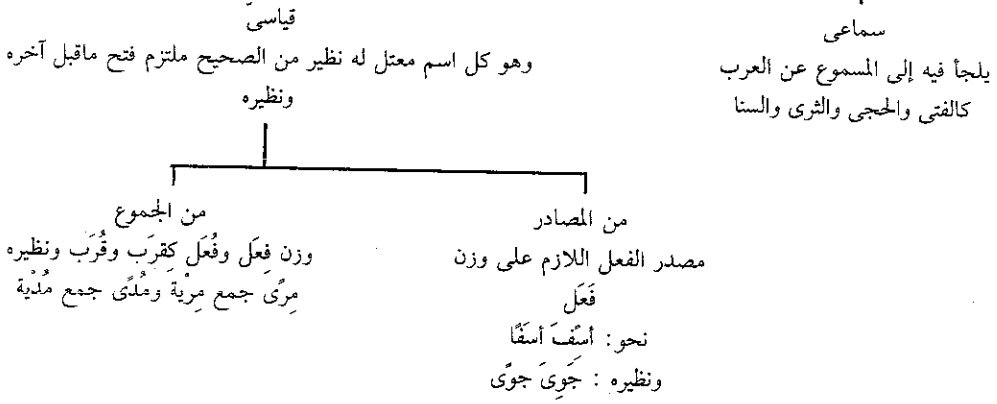 سماعى
يلجأ فيه إلى المسموع عن العرب
كالفتى والحجى والثرى والسنا
قياسىّ
وهو كل اسم معتل له نظير من الصحيح ملتزم فتح ماقبل آخره
ونظيره
من المصادر
مصدر الفعل اللازم على وزن
فَعَل
نحو : أسِفَ أسَفًا
ونظيره : جَوِىَ جوًى
من الجموع
وزن فِعَل وفُعَل كقِرَب وقُرَب ونظيره
مِرًى جمع مِرْية ومُدًى جمع مُدْية